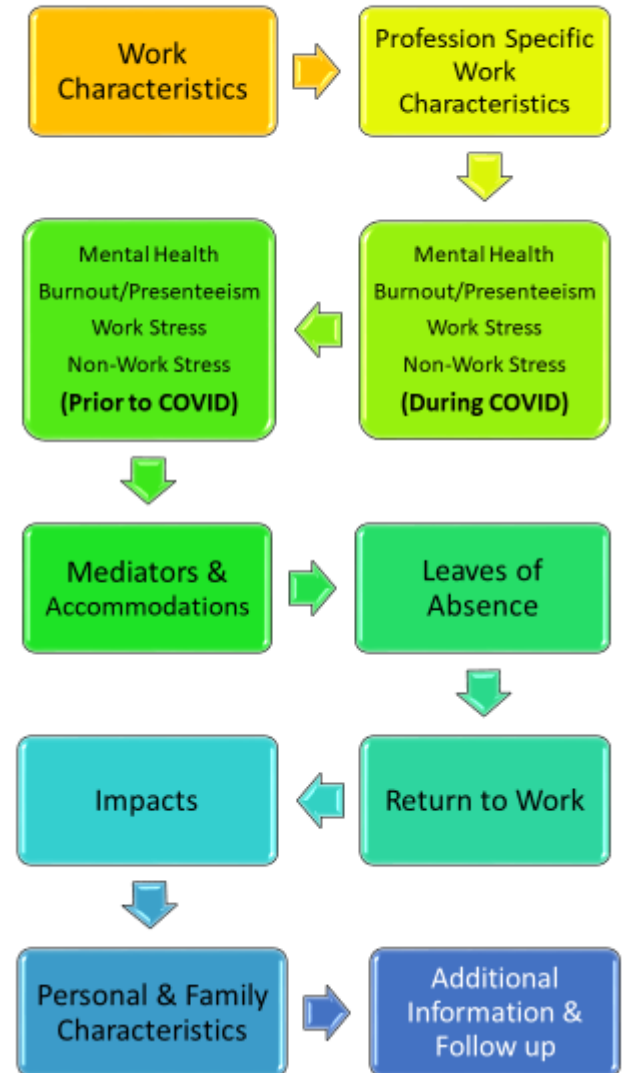 Work
Characteristics
Profession Specific
Work
Characteristics
Mental Health
Burnout/Presenteeism
Work Stress
Non-Work Stress
(During COVID)
Mental Health
Burnout/Presenteeism
Work Stress
Non-Work Stress
(Prior to COVID)
Mediators &
Accommodations
Leaves of
Absence
Return to Work
Impacts
Personal & Family
Characteristics
Additional
Information &
Follow up